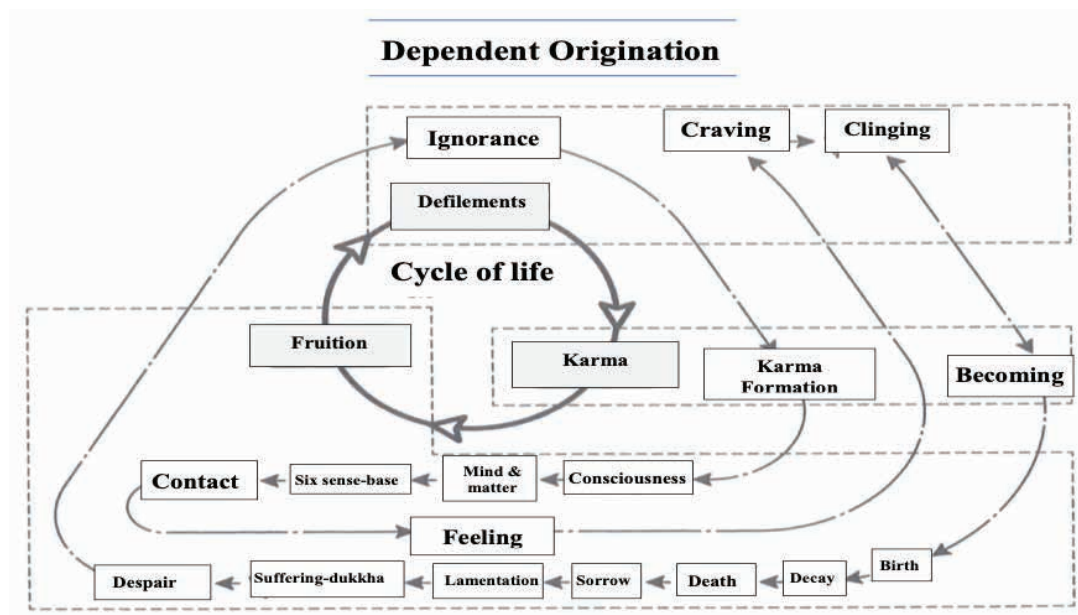 Dependent Origination
Ignorance
Craving
Clinging
Defilements
Cycle of life
Fruition
Karma
Karma
Formation
Becoming
Contact
Six sense-base
Mind &
matter
Consciousness
Feeling
Despair
Suffering-dukkha
Lamentation
Sorrow
Death
Decay
Birth